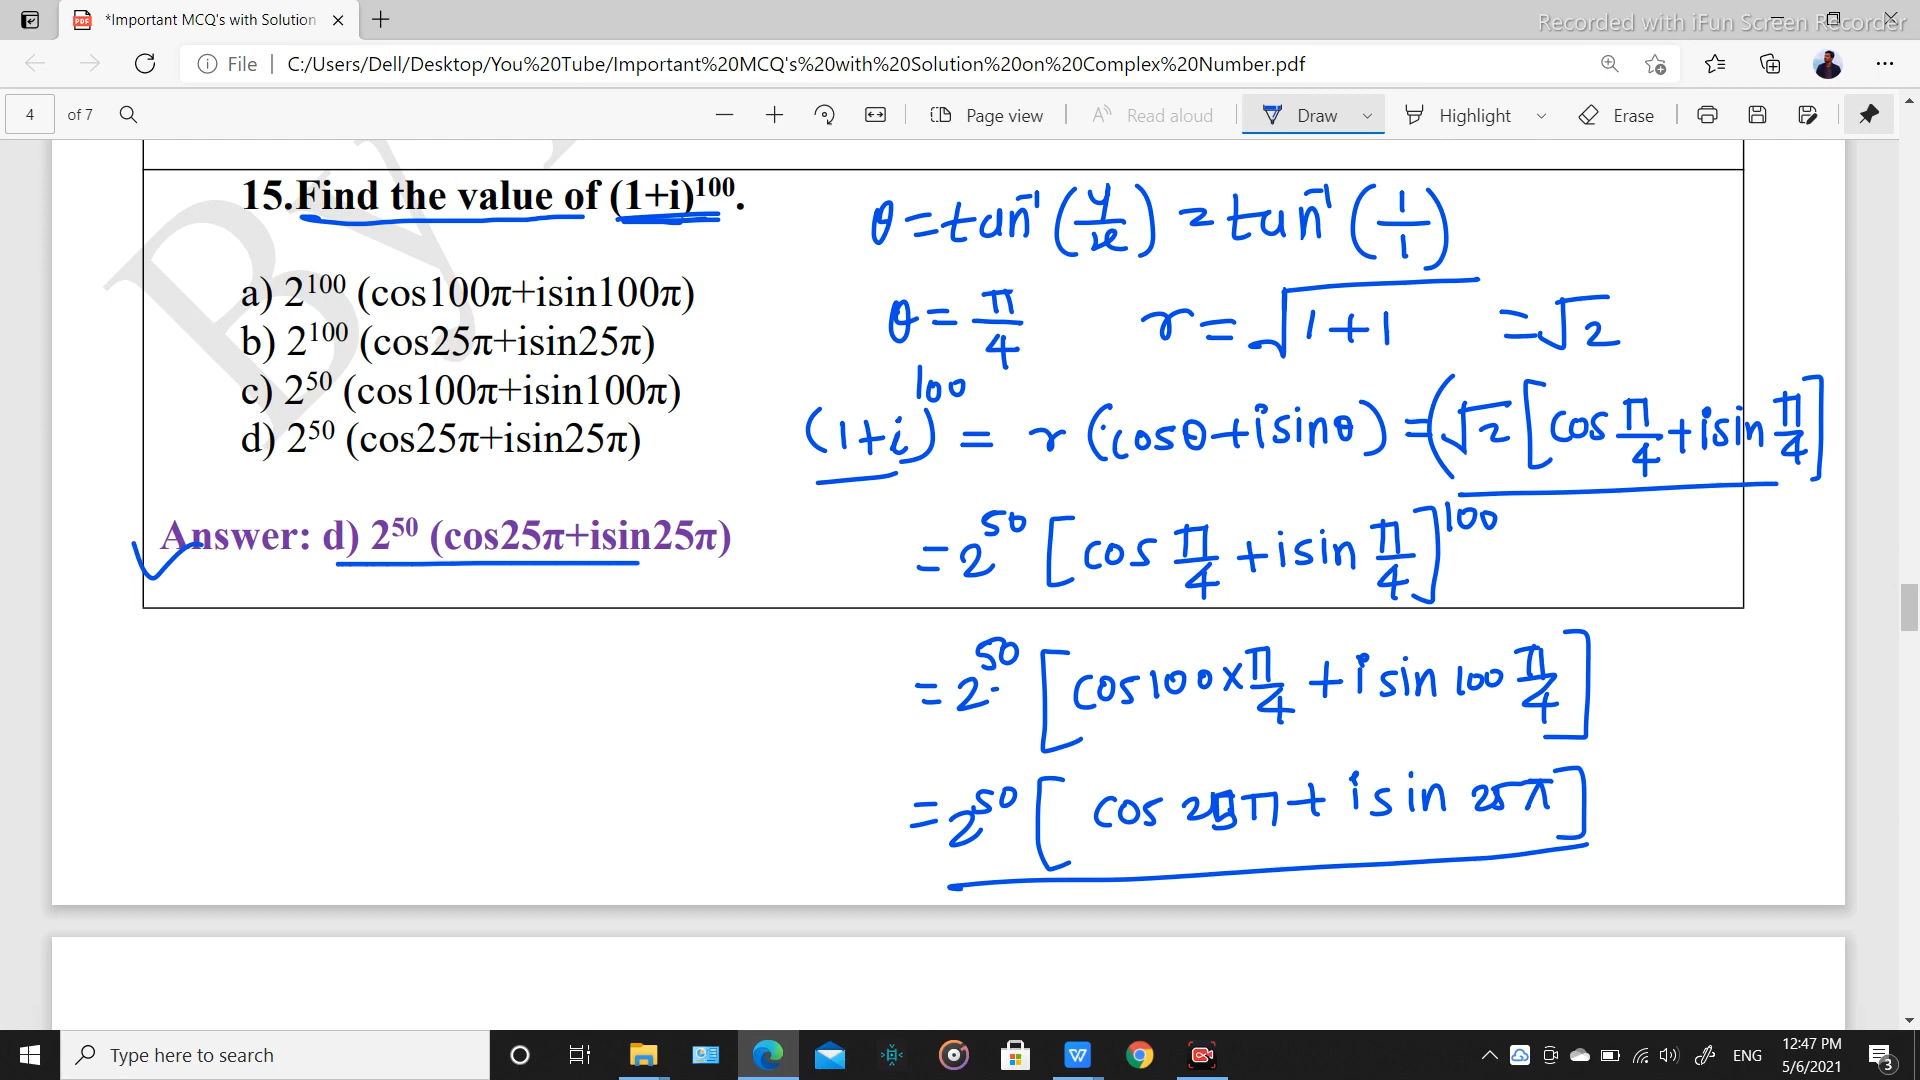 *Important MCQ's with Solution
Recorded with iFun Screen Recorder
File | C:/Users/Dell/Desktop/You%20Tube/Important%20MCQ's%20with%20Solution%20on%20Complex%20Number.pdf
4 of 7 Page view Read aloud Draw Highlight Erase
By
15.Find the value of (1+i)¹⁰⁰.
a) 2¹⁰⁰ (cos100π+isin100π)
b) 2¹⁰⁰ (cos25π+isin25π)
c) 2⁵⁰ (cos100π+isin100π)
d) 2⁵⁰ (cos25π+isin25π)
Answer: d) 2⁵⁰ (cos25π+isin25π)
θ = tan⁻¹ (y/x) = tan⁻¹ (1/1)
θ = π/4 r = √1+1 = √2
(1+i)¹⁰⁰ = r (cosθ+isinθ) = (√2 [cos π/4 + isin π/4]
= 2⁵⁰ [cos π/4 + isin π/4]¹⁰⁰
= 2⁵⁰ [cos 100×π/4 + i sin 100 π/4]
= 2⁵⁰ [cos 25π + i sin 25π]
Type here to search
ENG 12:47 PM
5/6/2021
3